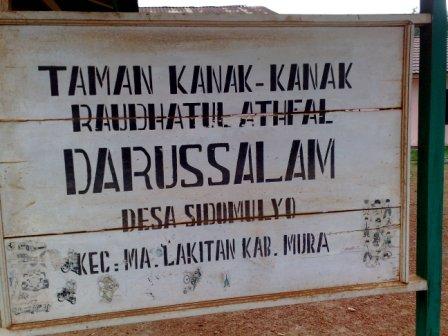 TAMAN KANAK-KANAK
RAUDHATUL ATHFAL
DARUSSALAM
DESA SIDOMULYO
KEC: MA. LAKITAN KAB. MURA